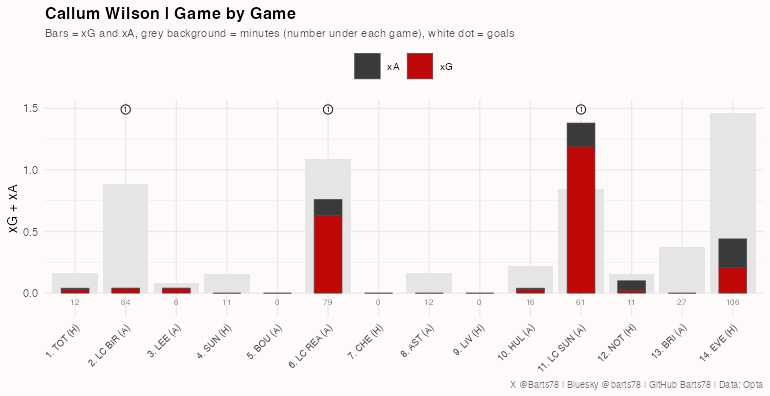 Callum Wilson | Game by Game
Bars = xG and xA, grey background = minutes (number under each game), white dot = goals
xA xG
xG + xA
1.5
1.0
0.5
0.0
1 1 1
12 64 6 11 0 79 0 12 0 16 61 11 27 106
1. TOT (H)
2. LC BIR (A)
3. LEE (A)
4. SUN (H)
5. BOU (A)
6. LC REA (A)
7. CHE (H)
8. AST (A)
9. LIV (H)
10. HUL (A)
11. LC SUN (A)
12. NOT (H)
13. BRI (A)
14. EVE (H)
X @Barts78 | Bluesky @barts78 | GitHub Barts78 | Data: Opta